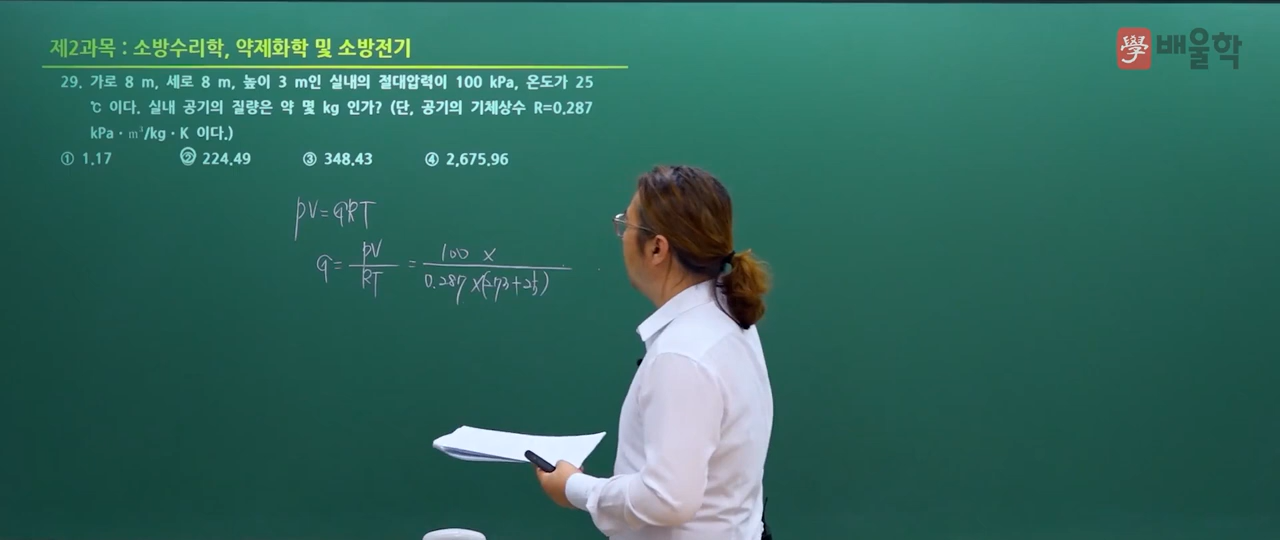 제2과목 : 소방수리학, 약제화학 및 소방전기
學 배울학
29. 가로 8 m, 세로 8 m, 높이 3 m인 실내의 절대압력이 100 kPa, 온도가 25
℃ 이다. 실내 공기의 질량은 약 몇 kg 인가? (단, 공기의 기체상수 R=0.287
kPa · m³/kg · K 이다.)
① 1.17 ② 224.49 ③ 348.43 ④ 2,675.96
PV=GRT
G= PV/RT = 100 × / 0.287 ×(273+25)